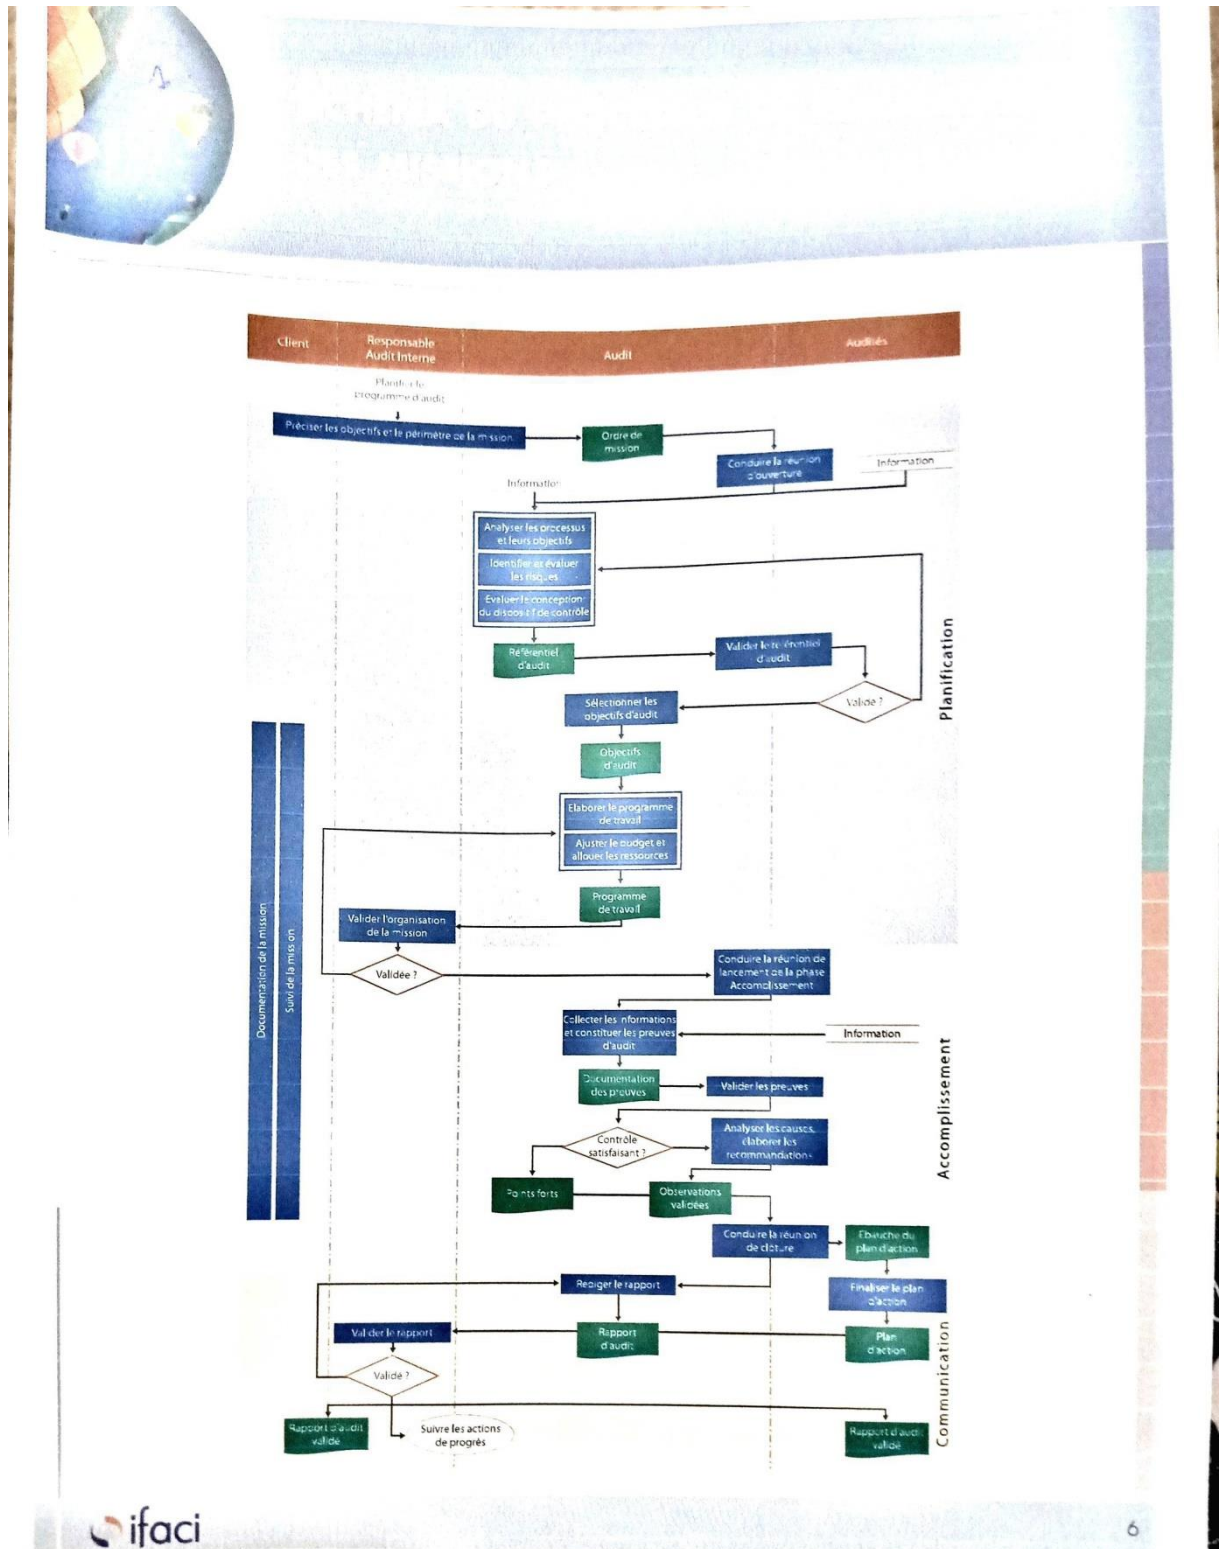 Client
Responsable
Audit Interne
Audit
Audités
Planifier le
programme d'audit
Préciser les objectifs et le périmètre de la mission
Ordre de
mission
Conduire la réunion
d'ouverture
Information
Information
Analyser les processus
et leurs objectifs
Identifier et évaluer
les risques
Evaluer le conception
du dispositif de contrôle
Référentiel
d'audit
Valider le référentiel
d'audit
Validé ?
Sélectionner les
objectifs d'audit
Objectifs
d'audit
Elaborer le programme
de travail
Ajuster le budget et
allouer les ressources
Programme
de travail
Valider l'organisation
de la mission
Validée ?
Planification
Documentation de la mission
Suivi de la mission
Conduire la réunion de
lancement de la phase
Accomplissement
Collecter les informations
et constituer les preuves
d'audit
Information
Documentation
des preuves
Valider les preuves
Contrôle
satisfaisant ?
Analyser les causes,
élaborer les
recommandations
Points forts
Observations
validées
Accomplissement
Conduire la réunion
de clôture
Ebauche du
plan d'action
Rédiger le rapport
Finaliser le plan
d'action
Valider le rapport
Rapport
d'audit
Plan
d'action
Validé ?
Rapport d'audit
validé
Suivre les actions
de progrès
Rapport d'audit
validé
Communication
ifaci
6